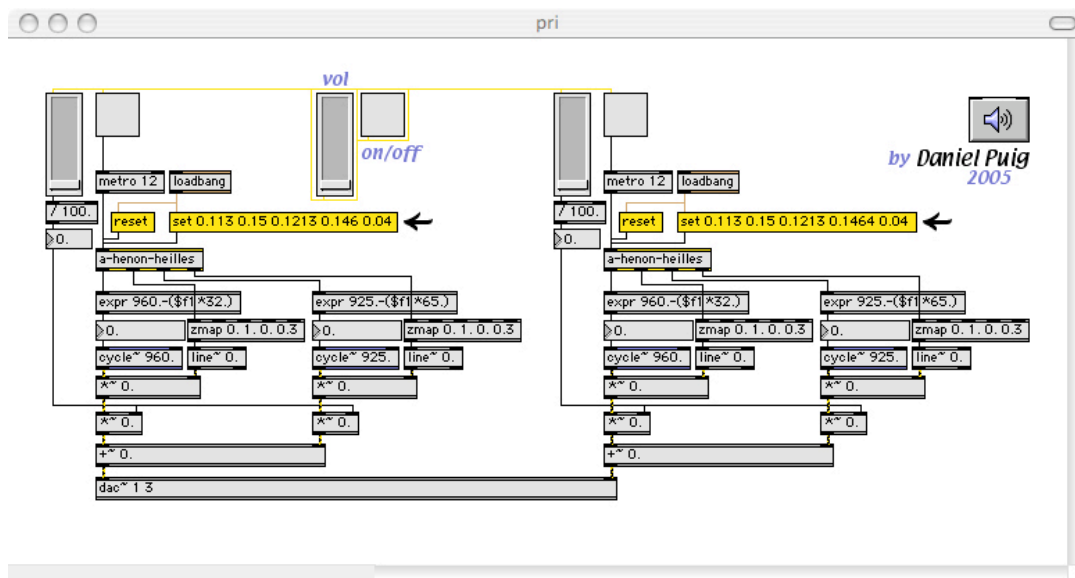 pri
vol
on/off
by Daniel Puig
2005
metro 12
loadbang
metro 12
loadbang
/ 100.
reset
set 0.113 0.15 0.1213 0.146 0.04
/ 100.
reset
set 0.113 0.15 0.1213 0.1464 0.04
0.
0.
a-henon-heilles
a-henon-heilles
expr 960.-($f1*32.)
expr 925.-($f1*65.)
expr 960.-($f1*32.)
expr 925.-($f1*65.)
0.
zmap 0. 1. 0. 0.3
0.
zmap 0. 1. 0. 0.3
0.
zmap 0. 1. 0. 0.3
0.
zmap 0. 1. 0. 0.3
cycle~ 960.
line~ 0.
cycle~ 925.
line~ 0.
cycle~ 960.
line~ 0.
cycle~ 925.
line~ 0.
*~ 0.
*~ 0.
*~ 0.
*~ 0.
*~ 0.
*~ 0.
*~ 0.
*~ 0.
+~ 0.
+~ 0.
dac~ 1 3